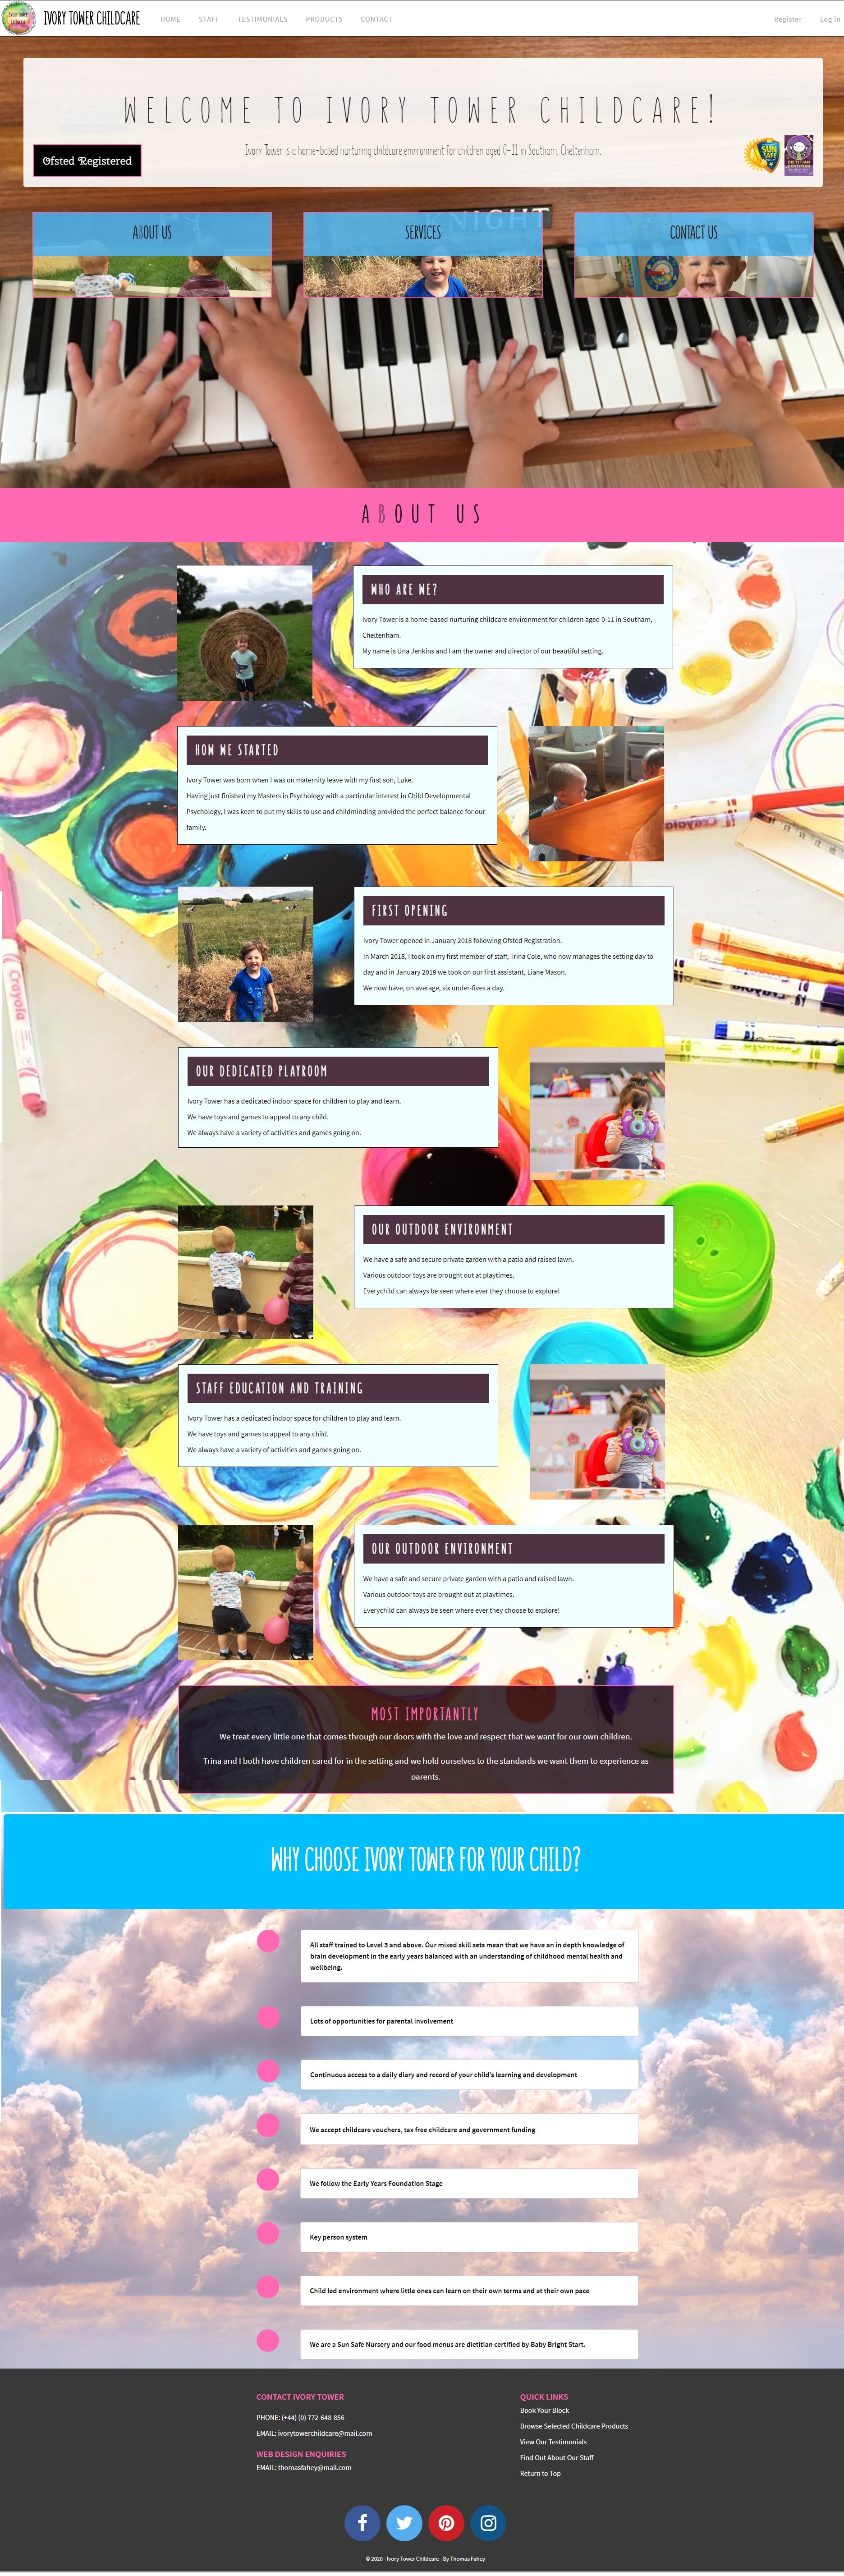 IVORY TOWER CHILDCARE
HOME
STAFF
TESTIMONIALS
PRODUCTS
CONTACT
Register
Log in
WELCOME TO IVORY TOWER CHILDCARE!
Ofsted Registered
Ivory Tower is a home-based nurturing childcare environment for children aged 0-11 in Southam, Cheltenham.
SUN SAFE
DIETITIAN CERTIFIED
KNIGHT
ABOUT US
SERVICES
CONTACT US
ABOUT US
WHO ARE WE?
Ivory Tower is a home-based nurturing childcare environment for children aged 0-11 in Southam,
Cheltenham.
My name is Una Jenkins and I am the owner and director of our beautiful setting.
HOW WE STARTED
Ivory Tower was born when I was on maternity leave with my first son, Luke.
Having just finished my Masters in Psychology with a particular interest in Child Developmental
Psychology, I was keen to put my skills to use and childminding provided the perfect balance for our
family.
Crayola
FIRST OPENING
Ivory Tower opened in January 2018 following Ofsted Registration.
In March 2018, I took on my first member of staff, Trina Cole, who now manages the setting day to
day and in January 2019 we took on our first assistant, Liane Mason.
We now have, on average, six under-fives a day.
Crayola
OUR DEDICATED PLAYROOM
Ivory Tower has a dedicated indoor space for children to play and learn.
We have toys and games to appeal to any child.
We always have a variety of activities and games going on.
OUR OUTDOOR ENVIRONMENT
We have a safe and secure private garden with a patio and raised lawn.
Various outdoor toys are brought out at playtimes.
Everychild can always be seen where ever they choose to explore!
STAFF EDUCATION AND TRAINING
Ivory Tower has a dedicated indoor space for children to play and learn.
We have toys and games to appeal to any child.
We always have a variety of activities and games going on.
OUR OUTDOOR ENVIRONMENT
We have a safe and secure private garden with a patio and raised lawn.
Various outdoor toys are brought out at playtimes.
Everychild can always be seen where ever they choose to explore!
MOST IMPORTANTLY
We treat every little one that comes through our doors with the love and respect that we want for our own children.
Trina and I both have children cared for in the setting and we hold ourselves to the standards we want them to experience as
parents.
WHY CHOOSE IVORY TOWER FOR YOUR CHILD?
All staff trained to Level 3 and above. Our mixed skill sets mean that we have an in depth knowledge of
brain development in the early years balanced with an understanding of childhood mental health and
wellbeing.
Lots of opportunities for parental involvement
Continuous access to a daily diary and record of your child's learning and development
We accept childcare vouchers, tax free childcare and government funding
We follow the Early Years Foundation Stage
Key person system
Child led environment where little ones can learn on their own terms and at their own pace
We are a Sun Safe Nursery and our food menus are dietitian certified by Baby Bright Start.
CONTACT IVORY TOWER
PHONE: (+44) (0) 772-648-856
EMAIL: ivorytowerchildcare@mail.com
WEB DESIGN ENQUIRIES
EMAIL: thomasfahey@mail.com
QUICK LINKS
Book Your Block
Browse Selected Childcare Products
View Our Testimonials
Find Out About Our Staff
Return to Top
© 2020 - Ivory Tower Childcare - By Thomas Fahey